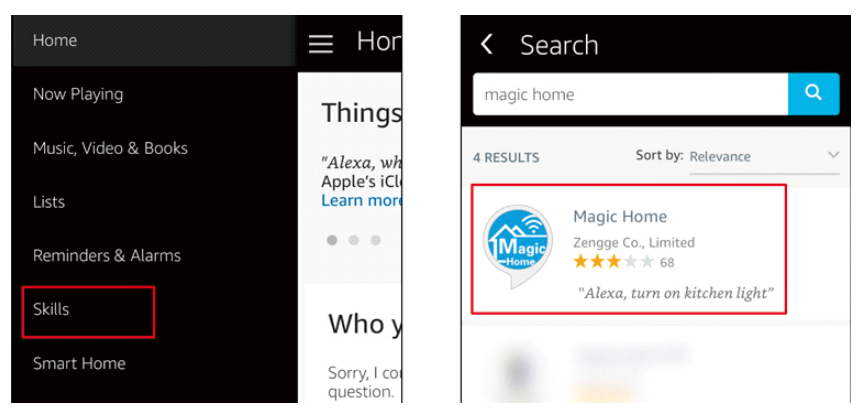 Home
Now Playing
Music, Video & Books
Lists
Reminders & Alarms
Skills
Smart Home
Hor
Things
"Alexa, wh
Apple's iCl
Learn more
Who y
Sorry, I cou
question.
Search
magic home
4 RESULTS
Sort by: Relevance
Magic
Home
Magic Home
Zengge Co., Limited
68
"Alexa, turn on kitchen light"